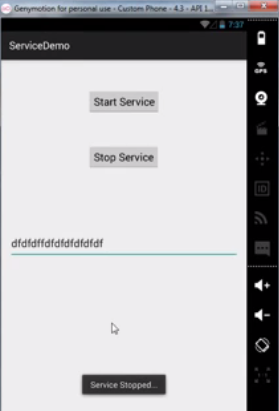 Genymotion for personal use - Custom Phone - 4.3 - API 1...
7:37
ServiceDemo
GPS
Start Service
Stop Service
ID
dfdfdffdfdfdfdfdfdf
Service Stopped...